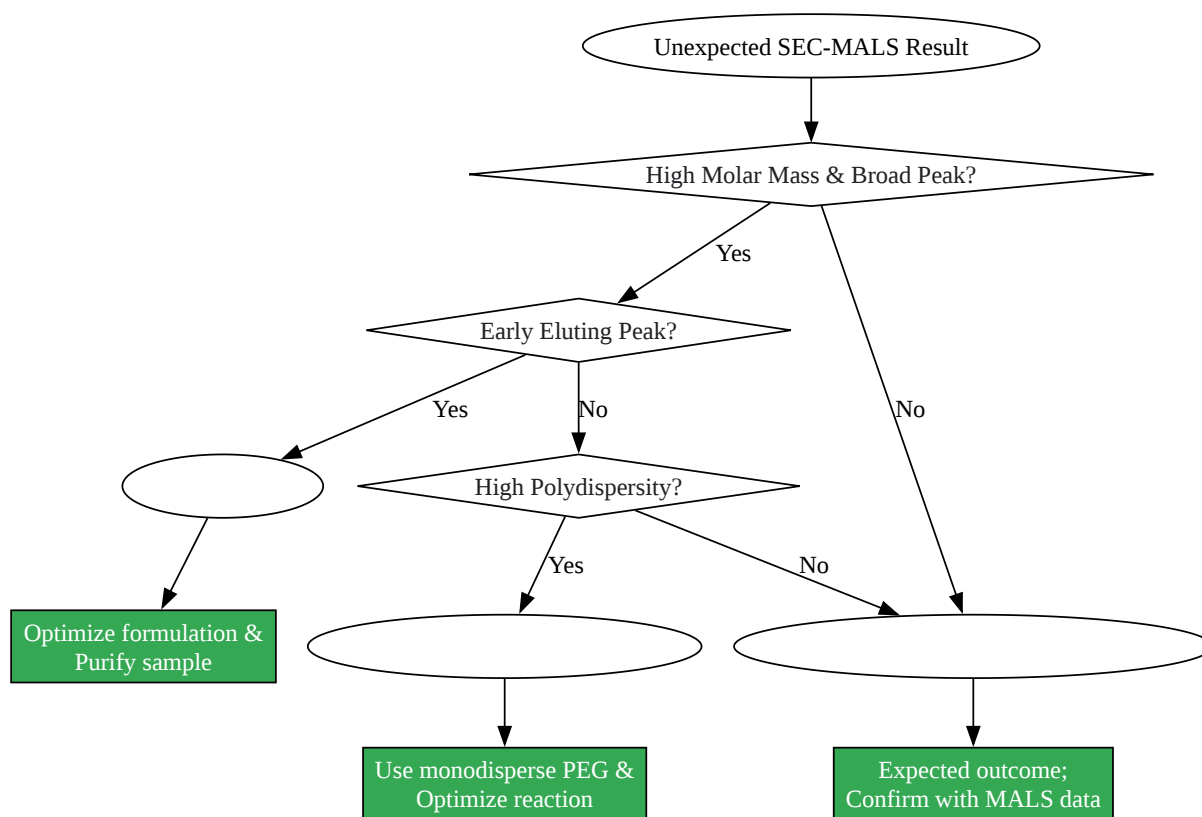 Unexpected SEC-MALS Result
High Molar Mass & Broad Peak?
Yes
Early Eluting Peak?
Yes
No
No
High Polydispersity?
Yes
No
Optimize formulation &
Purify sample
Use monodisperse PEG &
Optimize reaction
Expected outcome;
Confirm with MALS data